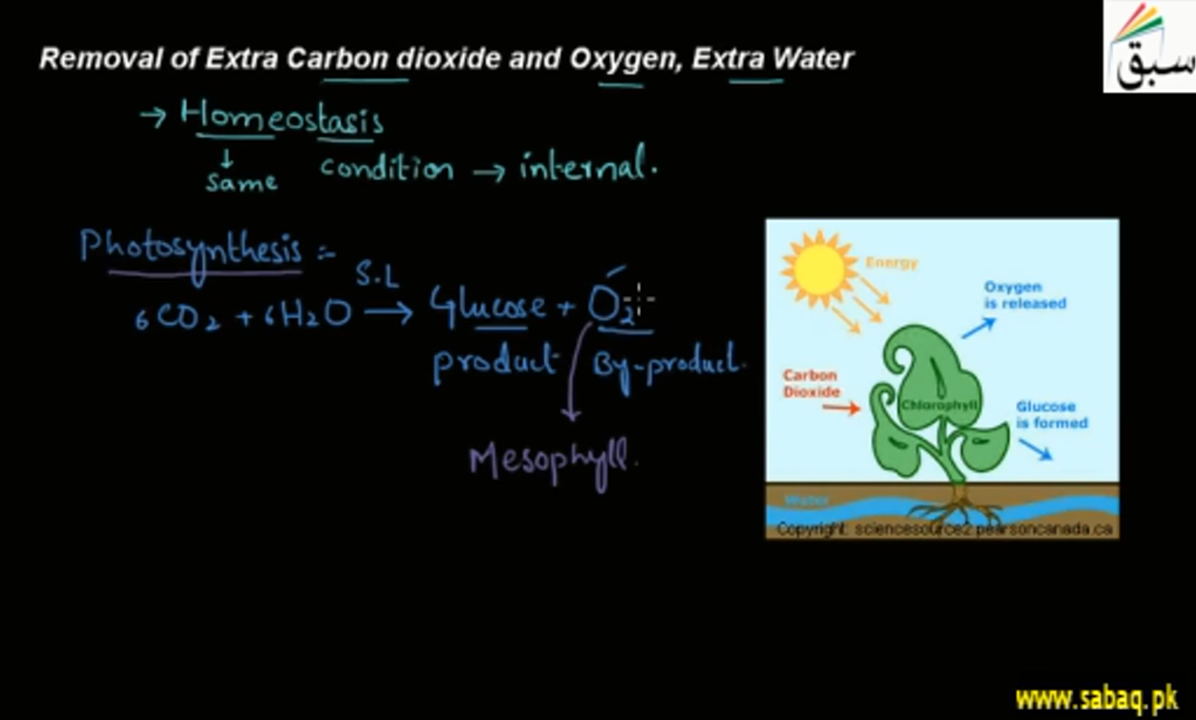 Removal of Extra Carbon dioxide and Oxygen, Extra Water
سبق
→ Homeostasis
↓ same condition → internal.
Photosynthesis :-
6CO2 + 6H2O S.L → Glucose + O2
product By-product.
Mesophyll.
Energy
Oxygen
is released
Carbon
Dioxide
Chlorophyll
Glucose
is formed
Water
Copyright: sciencesource2.pearsoncanada.ca
www.sabaq.pk